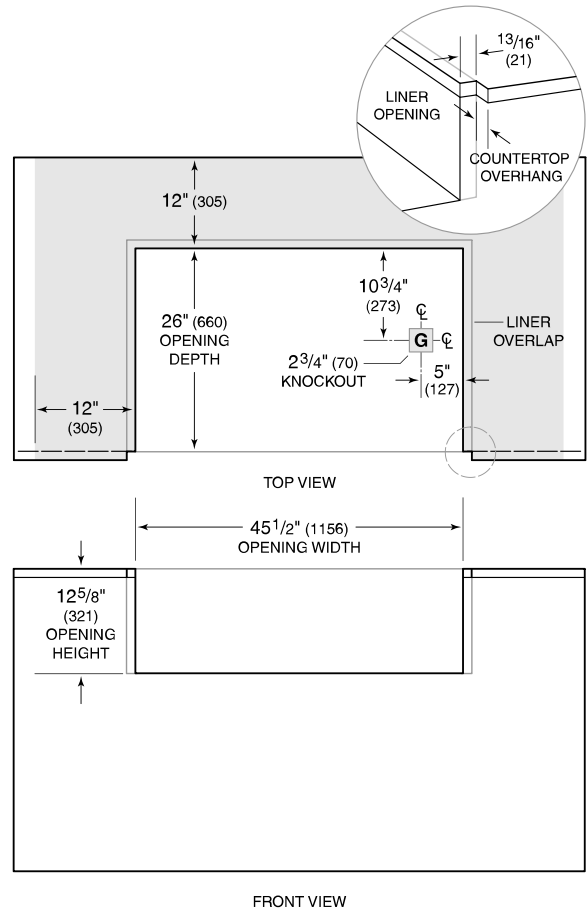 13/16"
(21)
LINER
OPENING
COUNTERTOP
OVERHANG
12" (305)
26" (660)
OPENING
DEPTH
10 3/4"
(273)
℄
G ℄
LINER
OVERLAP
2 3/4" (70)
KNOCKOUT
5"
(127)
12"
(305)
TOP VIEW
45 1/2" (1156)
OPENING WIDTH
12 5/8"
(321)
OPENING
HEIGHT
FRONT VIEW